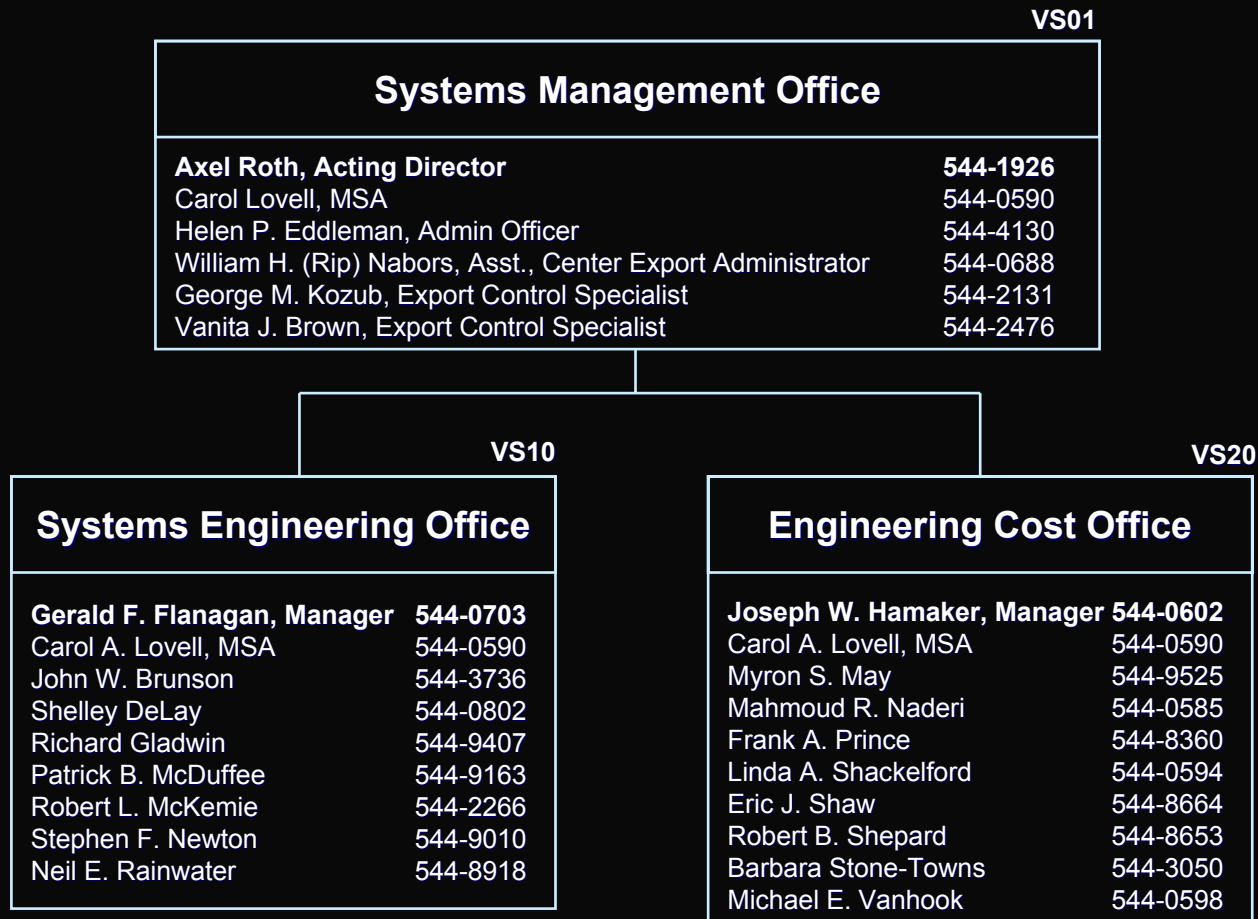 VS01
Systems Management Office
Axel Roth, Acting Director 544-1926
Carol Lovell, MSA 544-0590
Helen P. Eddleman, Admin Officer 544-4130
William H. (Rip) Nabors, Asst., Center Export Administrator 544-0688
George M. Kozub, Export Control Specialist 544-2131
Vanita J. Brown, Export Control Specialist 544-2476
VS10
Systems Engineering Office
Gerald F. Flanagan, Manager 544-0703
Carol A. Lovell, MSA 544-0590
John W. Brunson 544-3736
Shelley DeLay 544-0802
Richard Gladwin 544-9407
Patrick B. McDuffee 544-9163
Robert L. McKemie 544-2266
Stephen F. Newton 544-9010
Neil E. Rainwater 544-8918
VS20
Engineering Cost Office
Joseph W. Hamaker, Manager 544-0602
Carol A. Lovell, MSA 544-0590
Myron S. May 544-9525
Mahmoud R. Naderi 544-0585
Frank A. Prince 544-8360
Linda A. Shackelford 544-0594
Eric J. Shaw 544-8664
Robert B. Shepard 544-8653
Barbara Stone-Towns 544-3050
Michael E. Vanhook 544-0598